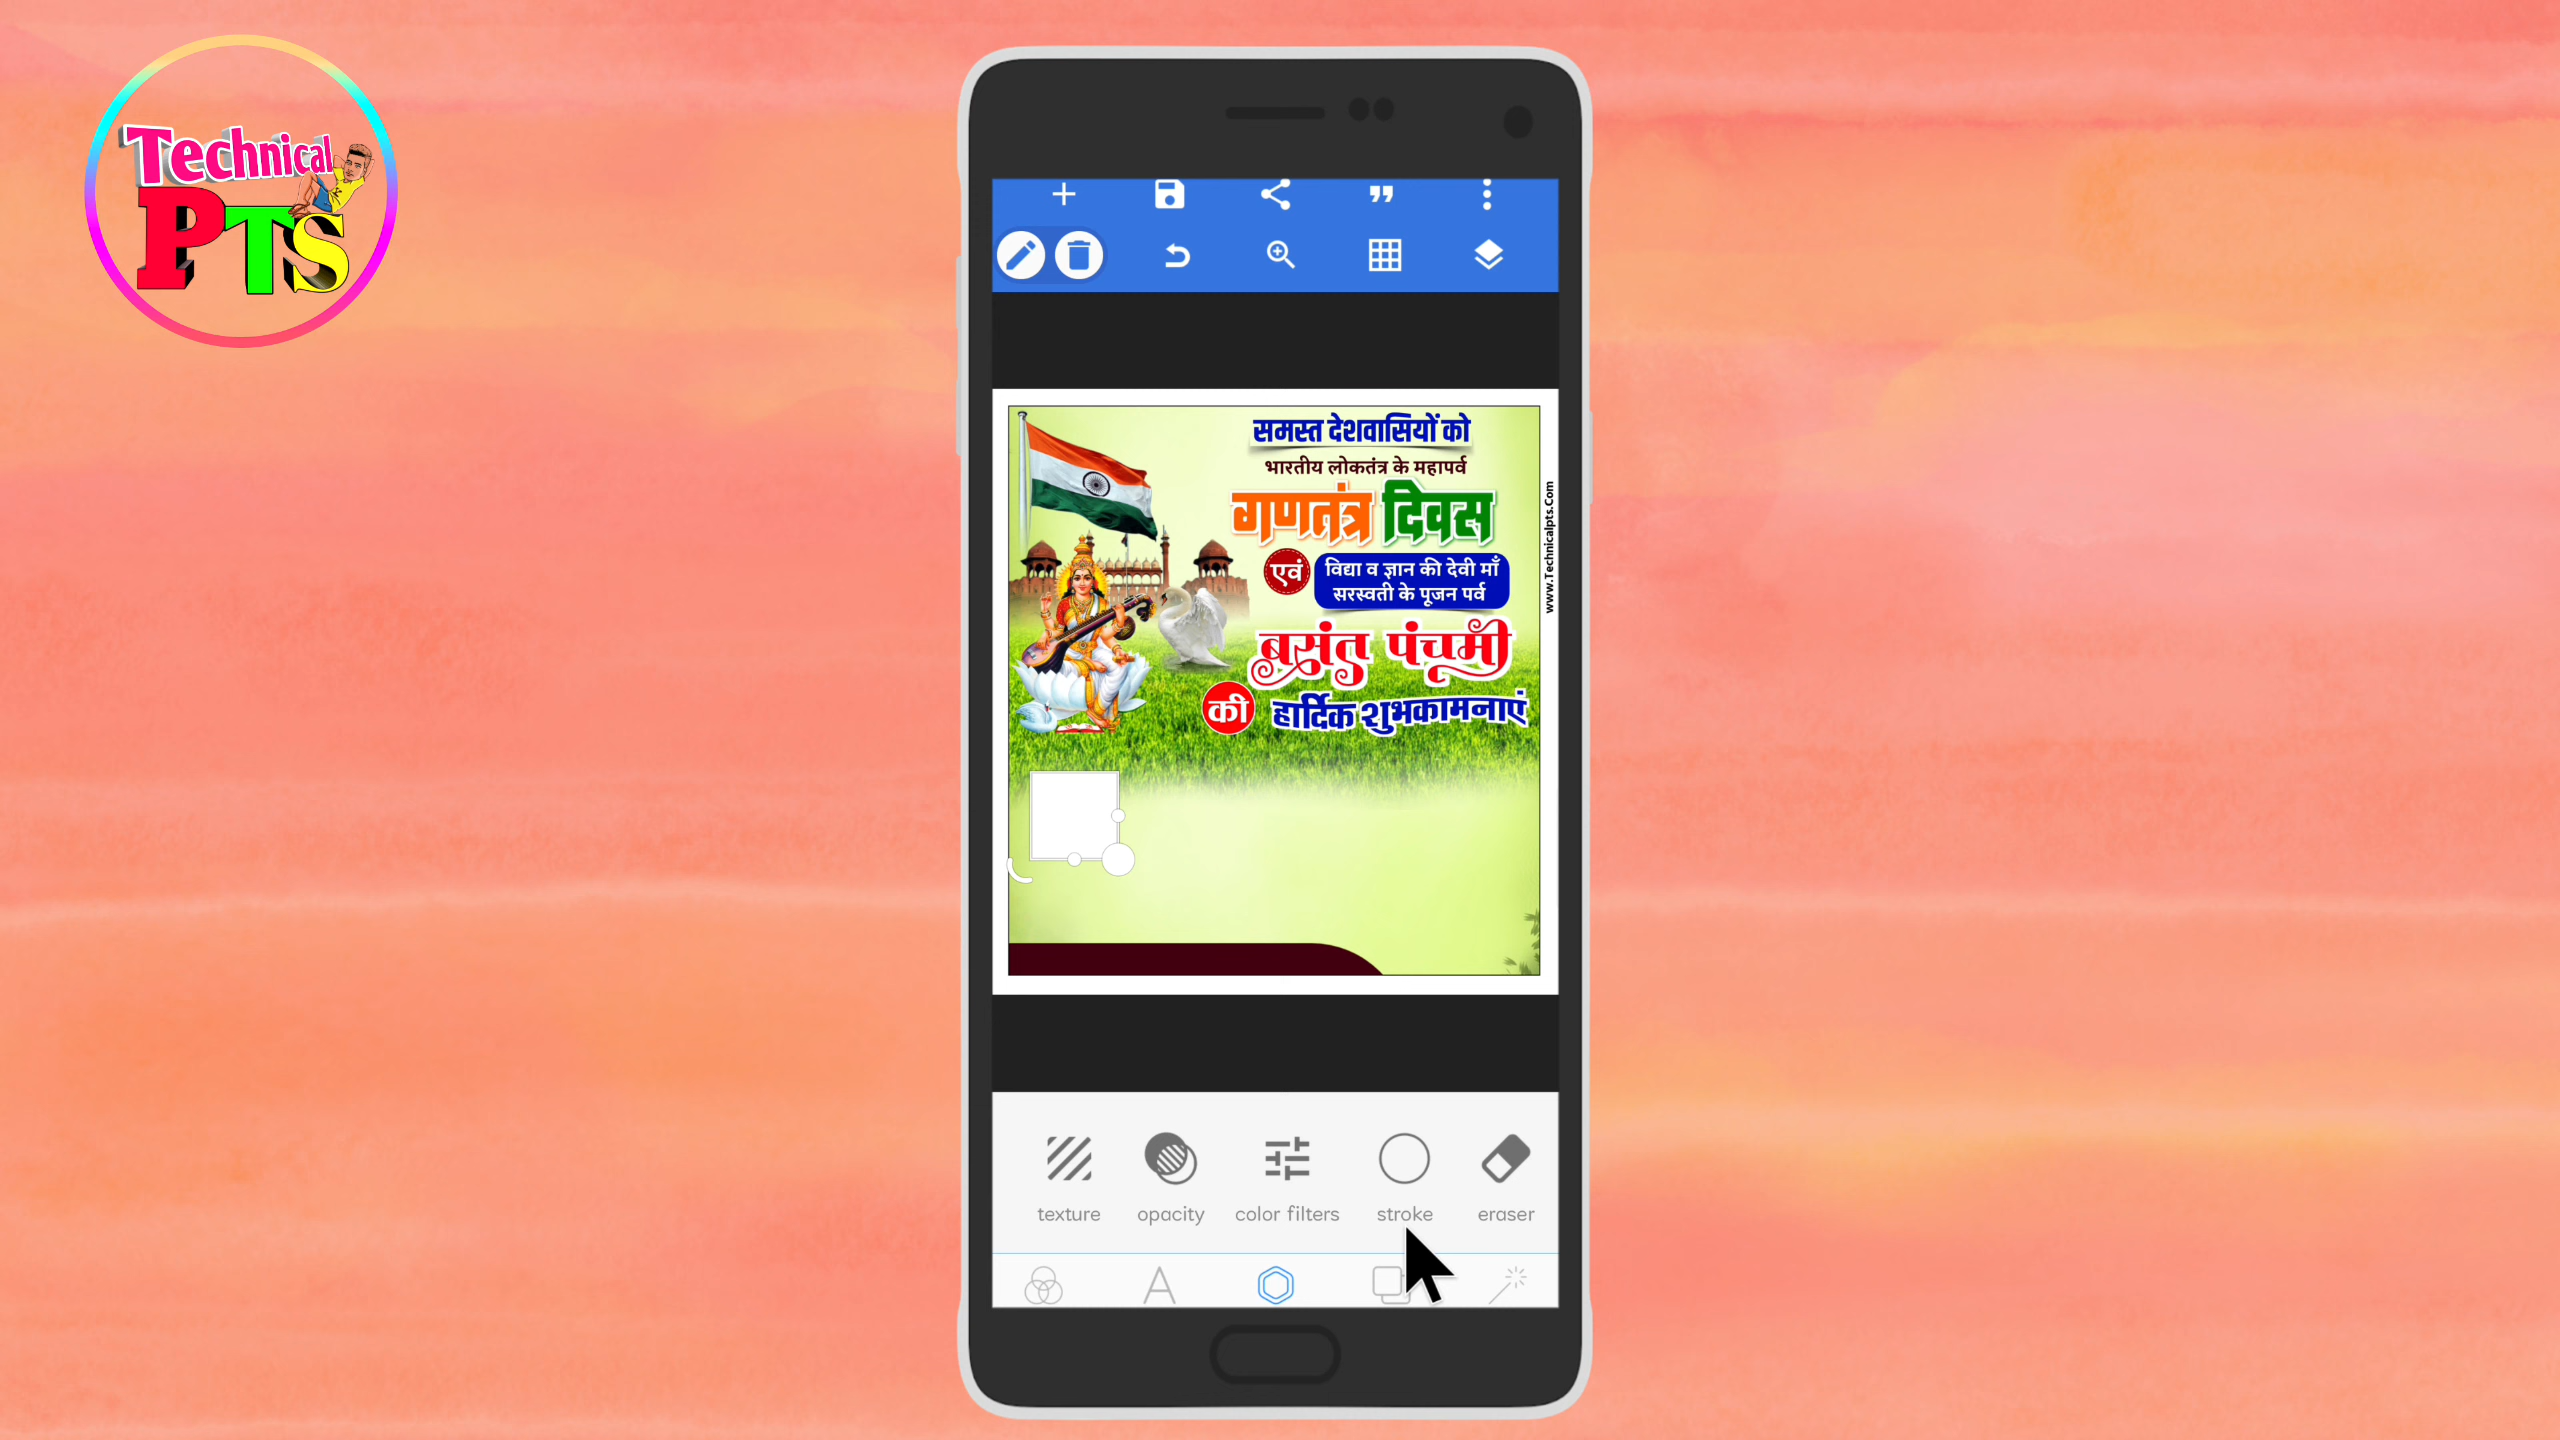 Technical
PTS
समस्त देशवासियों को
भारतीय लोकतंत्र के महापर्व
गणतंत्र दिवस
एवं
विद्या व ज्ञान की देवी माँ
सरस्वती के पूजन पर्व
बसंत पंचमी
की हार्दिक शुभकामनाएं
www.Technicalpts.Com
texture opacity color filters stroke eraser